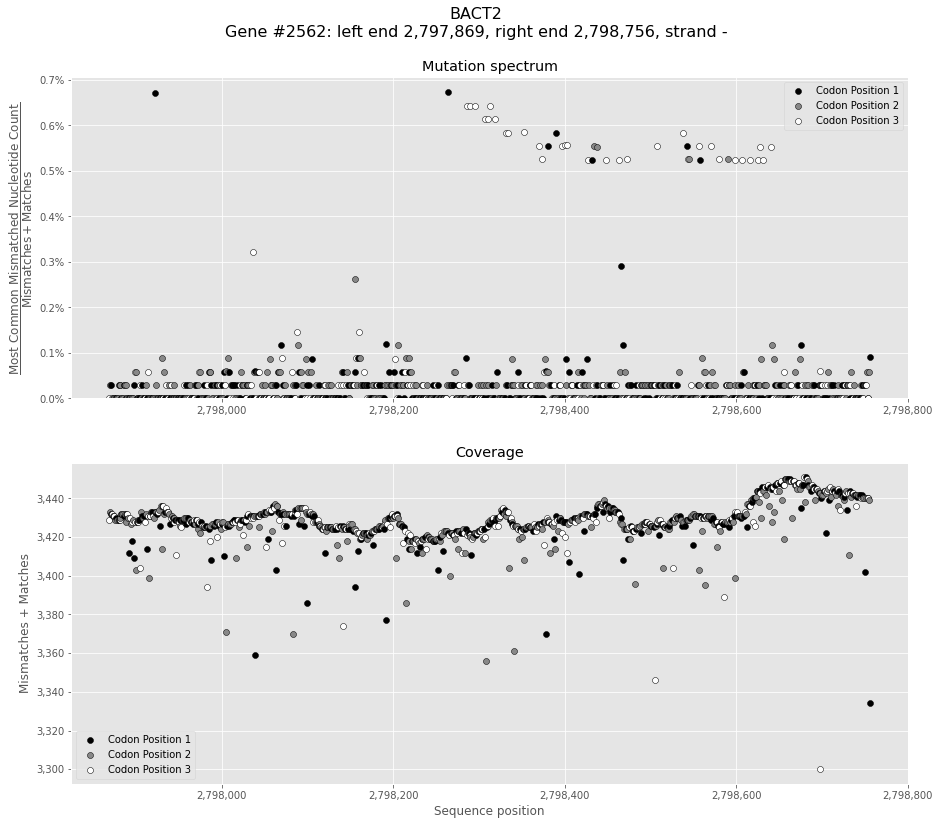 BACT2
Gene #2562: left end 2,797,869, right end 2,798,756, strand -
Mutation spectrum
Most Common Mismatched Nucleotide Count
Mismatches + Matches
0.7%
0.6%
0.5%
0.4%
0.3%
0.2%
0.1%
0.0%
Codon Position 1
Codon Position 2
Codon Position 3
2,798,000
2,798,200
2,798,400
2,798,600
2,798,800
Coverage
Mismatches + Matches
3,440
3,420
3,400
3,380
3,360
3,340
3,320
3,300
Codon Position 1
Codon Position 2
Codon Position 3
2,798,000
2,798,200
2,798,400
2,798,600
2,798,800
Sequence position